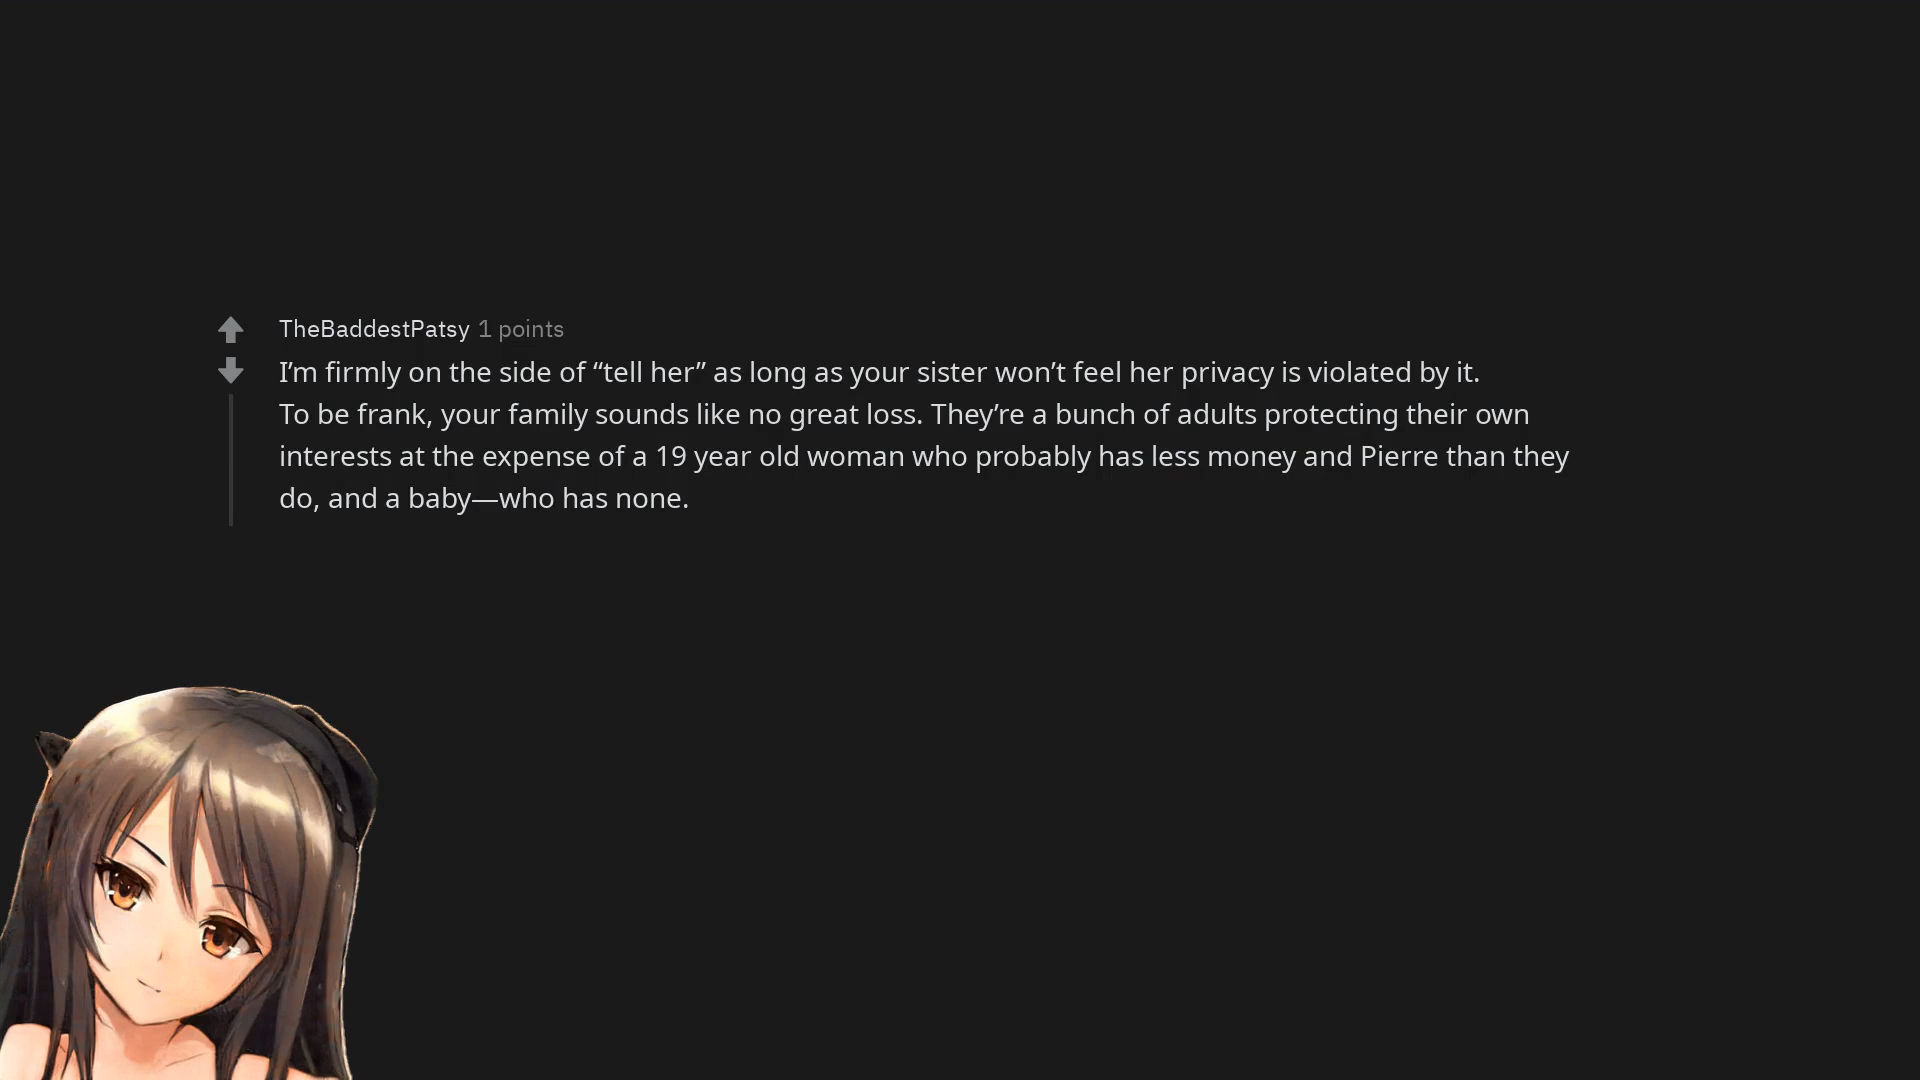 TheBaddestPatsy 1 points
I’m firmly on the side of “tell her” as long as your sister won’t feel her privacy is violated by it.
To be frank, your family sounds like no great loss. They’re a bunch of adults protecting their own
interests at the expense of a 19 year old woman who probably has less money and Pierre than they
do, and a baby—who has none.